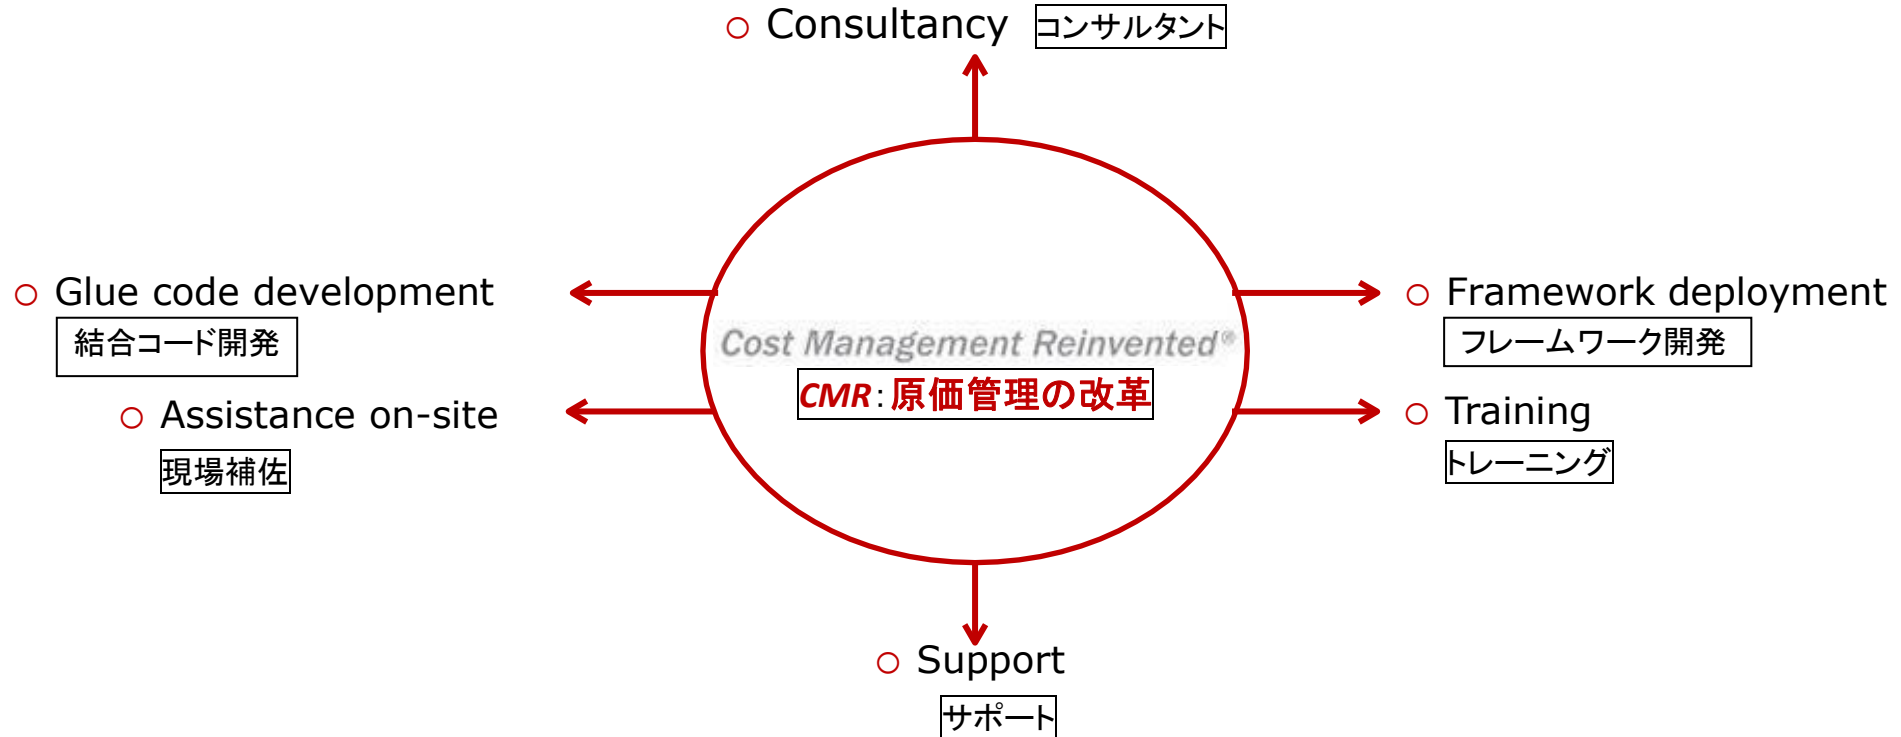 ○ Consultancy コンサルタント
○ Glue code development
結合コード開発
○ Assistance on-site
現場補佐
Cost Management Reinvented®
CMR:原価管理の改革
○ Framework deployment
フレームワーク開発
○ Training
トレーニング
○ Support
サポート